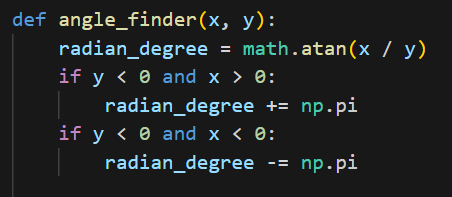 def angle_finder(x, y):
    radian_degree = math.atan(x / y)
    if y < 0 and x > 0:
        radian_degree += np.pi
    if y < 0 and x < 0:
        radian_degree -= np.pi